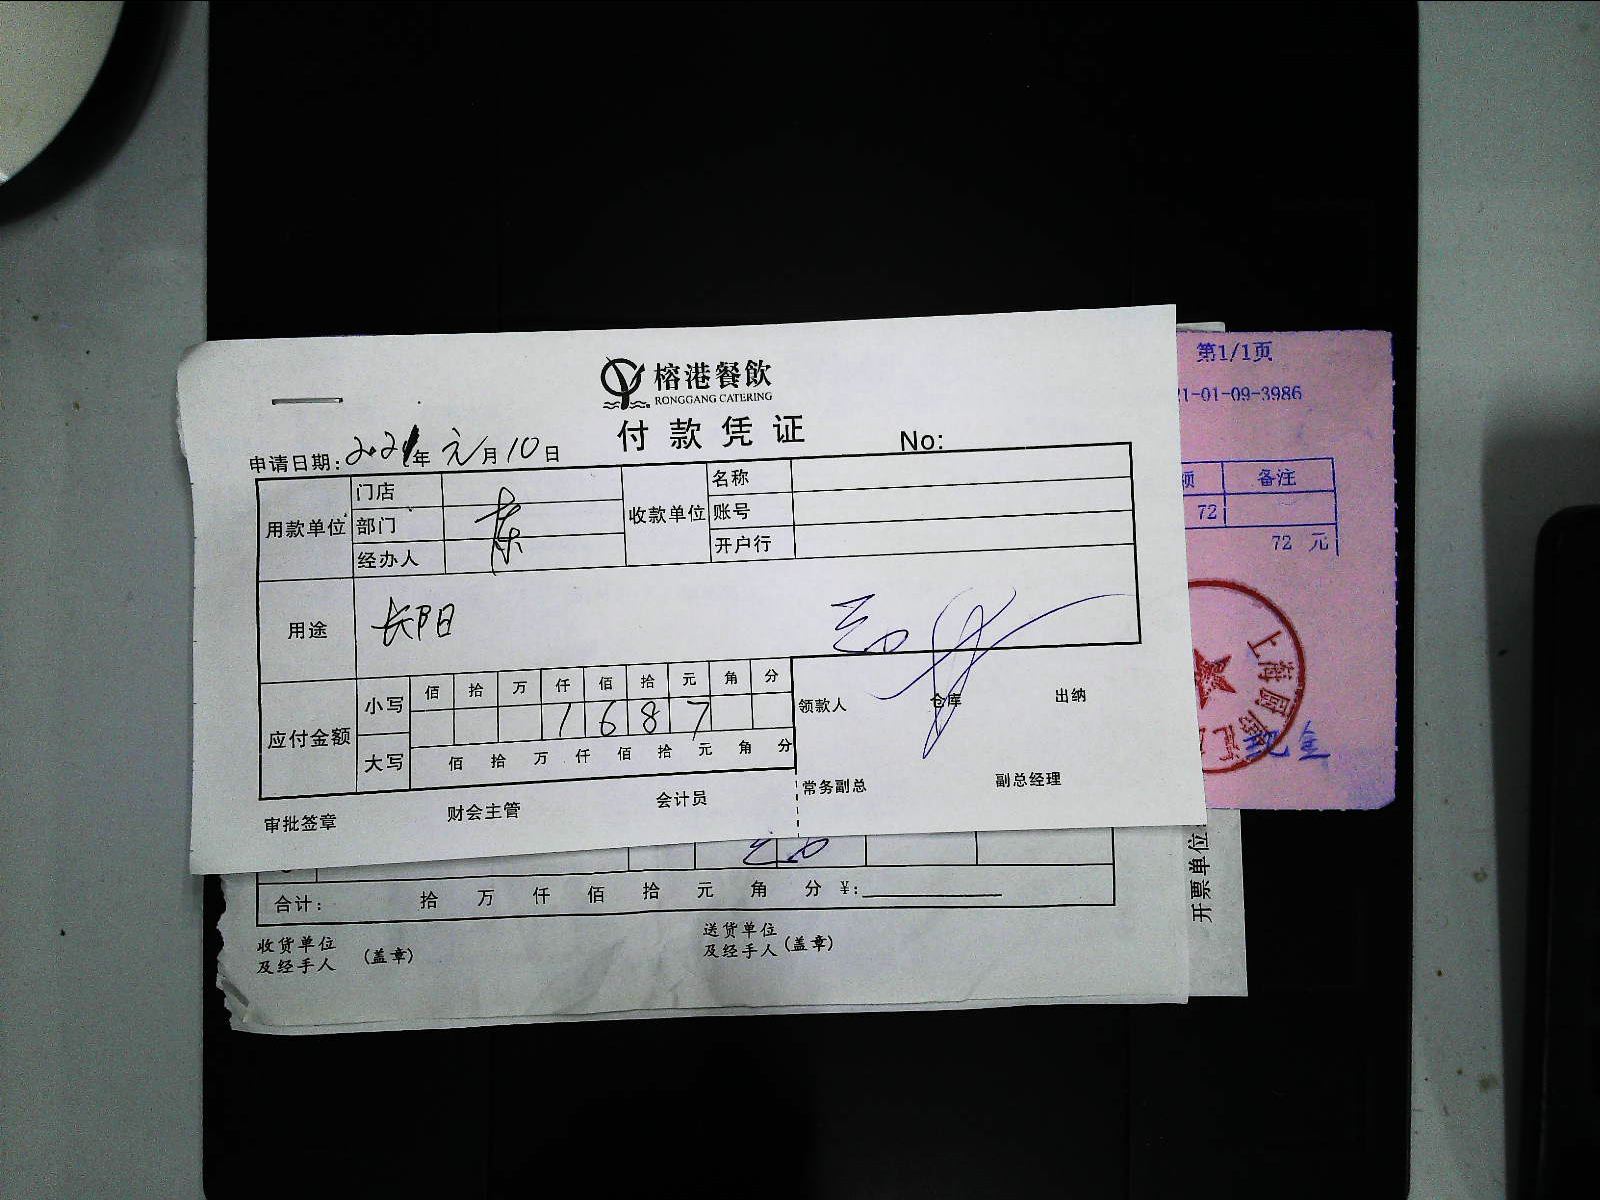 榕港餐飲
RONGGANG CATERING
付款凭证
申请日期: 2021年元月10日
No:
用款单位 门店
部门
经办人
收款单位 名称
账号
开户行
用途 长阳
应付金额 小写 佰 拾 万 仟 佰 拾 元 角 分
1 6 8 7
大写 佰 拾 万 仟 佰 拾 元 角 分
领款人 仓库 出纳
常务副总 副总经理
审批签章 财会主管 会计员
第1/1页
1-01-09-3986
额 备注
72
72 元
上海
合计: 拾 万 仟 佰 拾 元 角 分 ¥:
收货单位
及经手人 (盖章)
送货单位
及经手人 (盖章)
开票单位